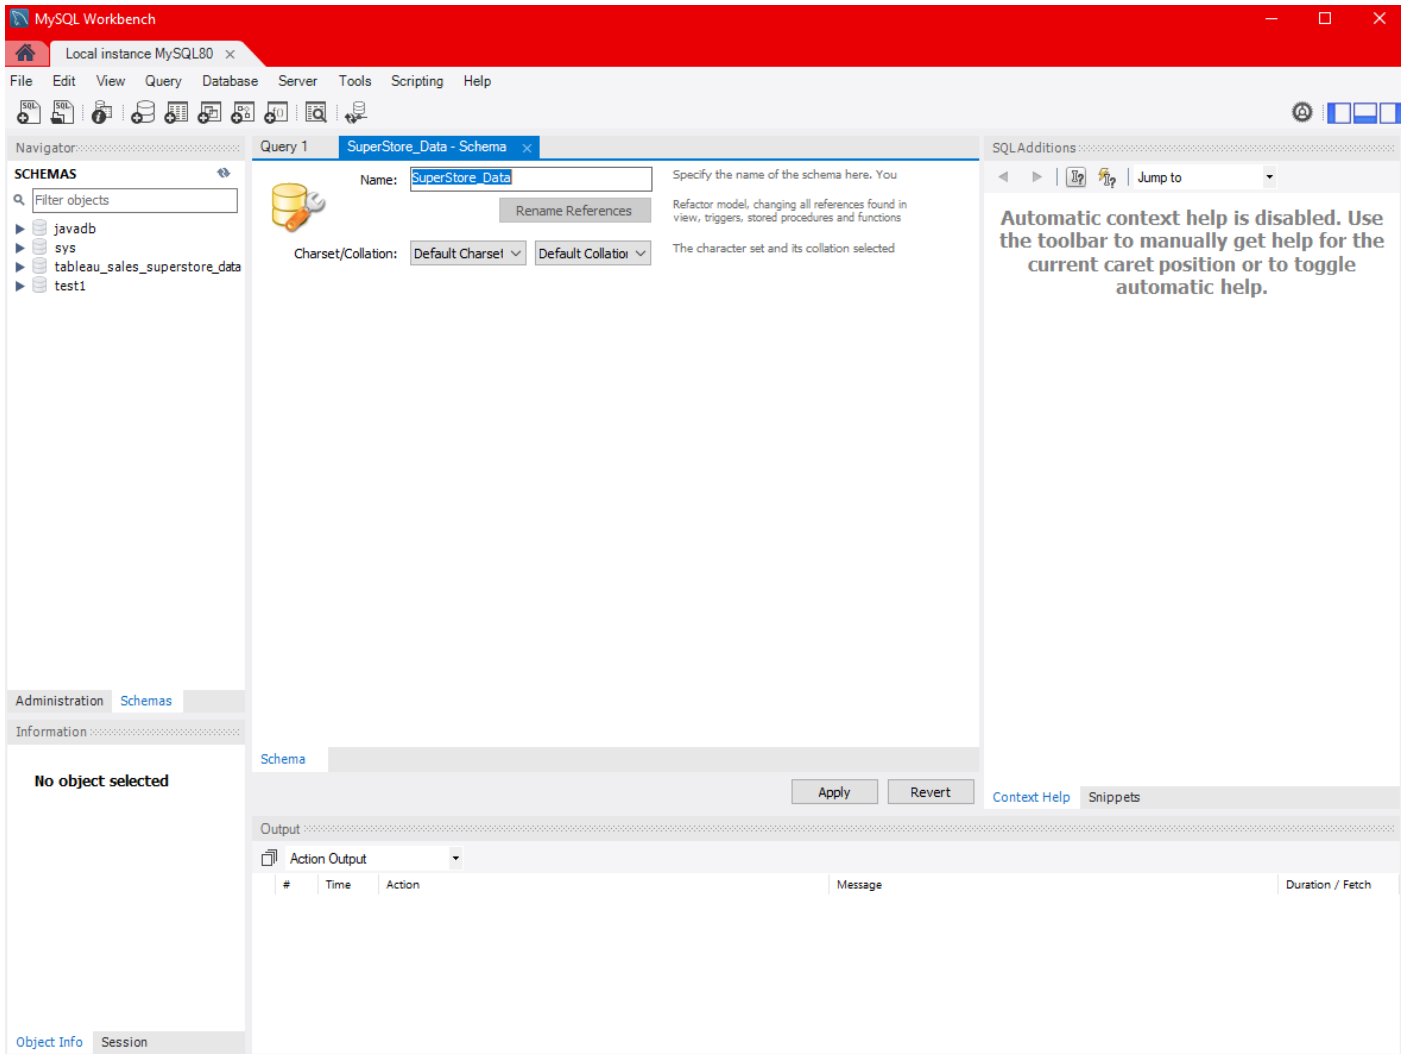 MySQL Workbench
Local instance MySQL80
File Edit View Query Database Server Tools Scripting Help
Navigator
SCHEMAS
Filter objects
javadb
sys
tableau_sales_superstore_data
test1
Administration Schemas
Information
No object selected
Object Info Session
Query 1 SuperStore_Data - Schema
Name: SuperStore_Data
Specify the name of the schema here. You
Rename References
Refactor model, changing all references found in
view, triggers, stored procedures and functions
Charset/Collation: Default Charset Default Collation
The character set and its collation selected
Schema
Apply Revert
SQLAdditions
Jump to
Automatic context help is disabled. Use
the toolbar to manually get help for the
current caret position or to toggle
automatic help.
Context Help Snippets
Output
Action Output
# Time Action Message Duration / Fetch